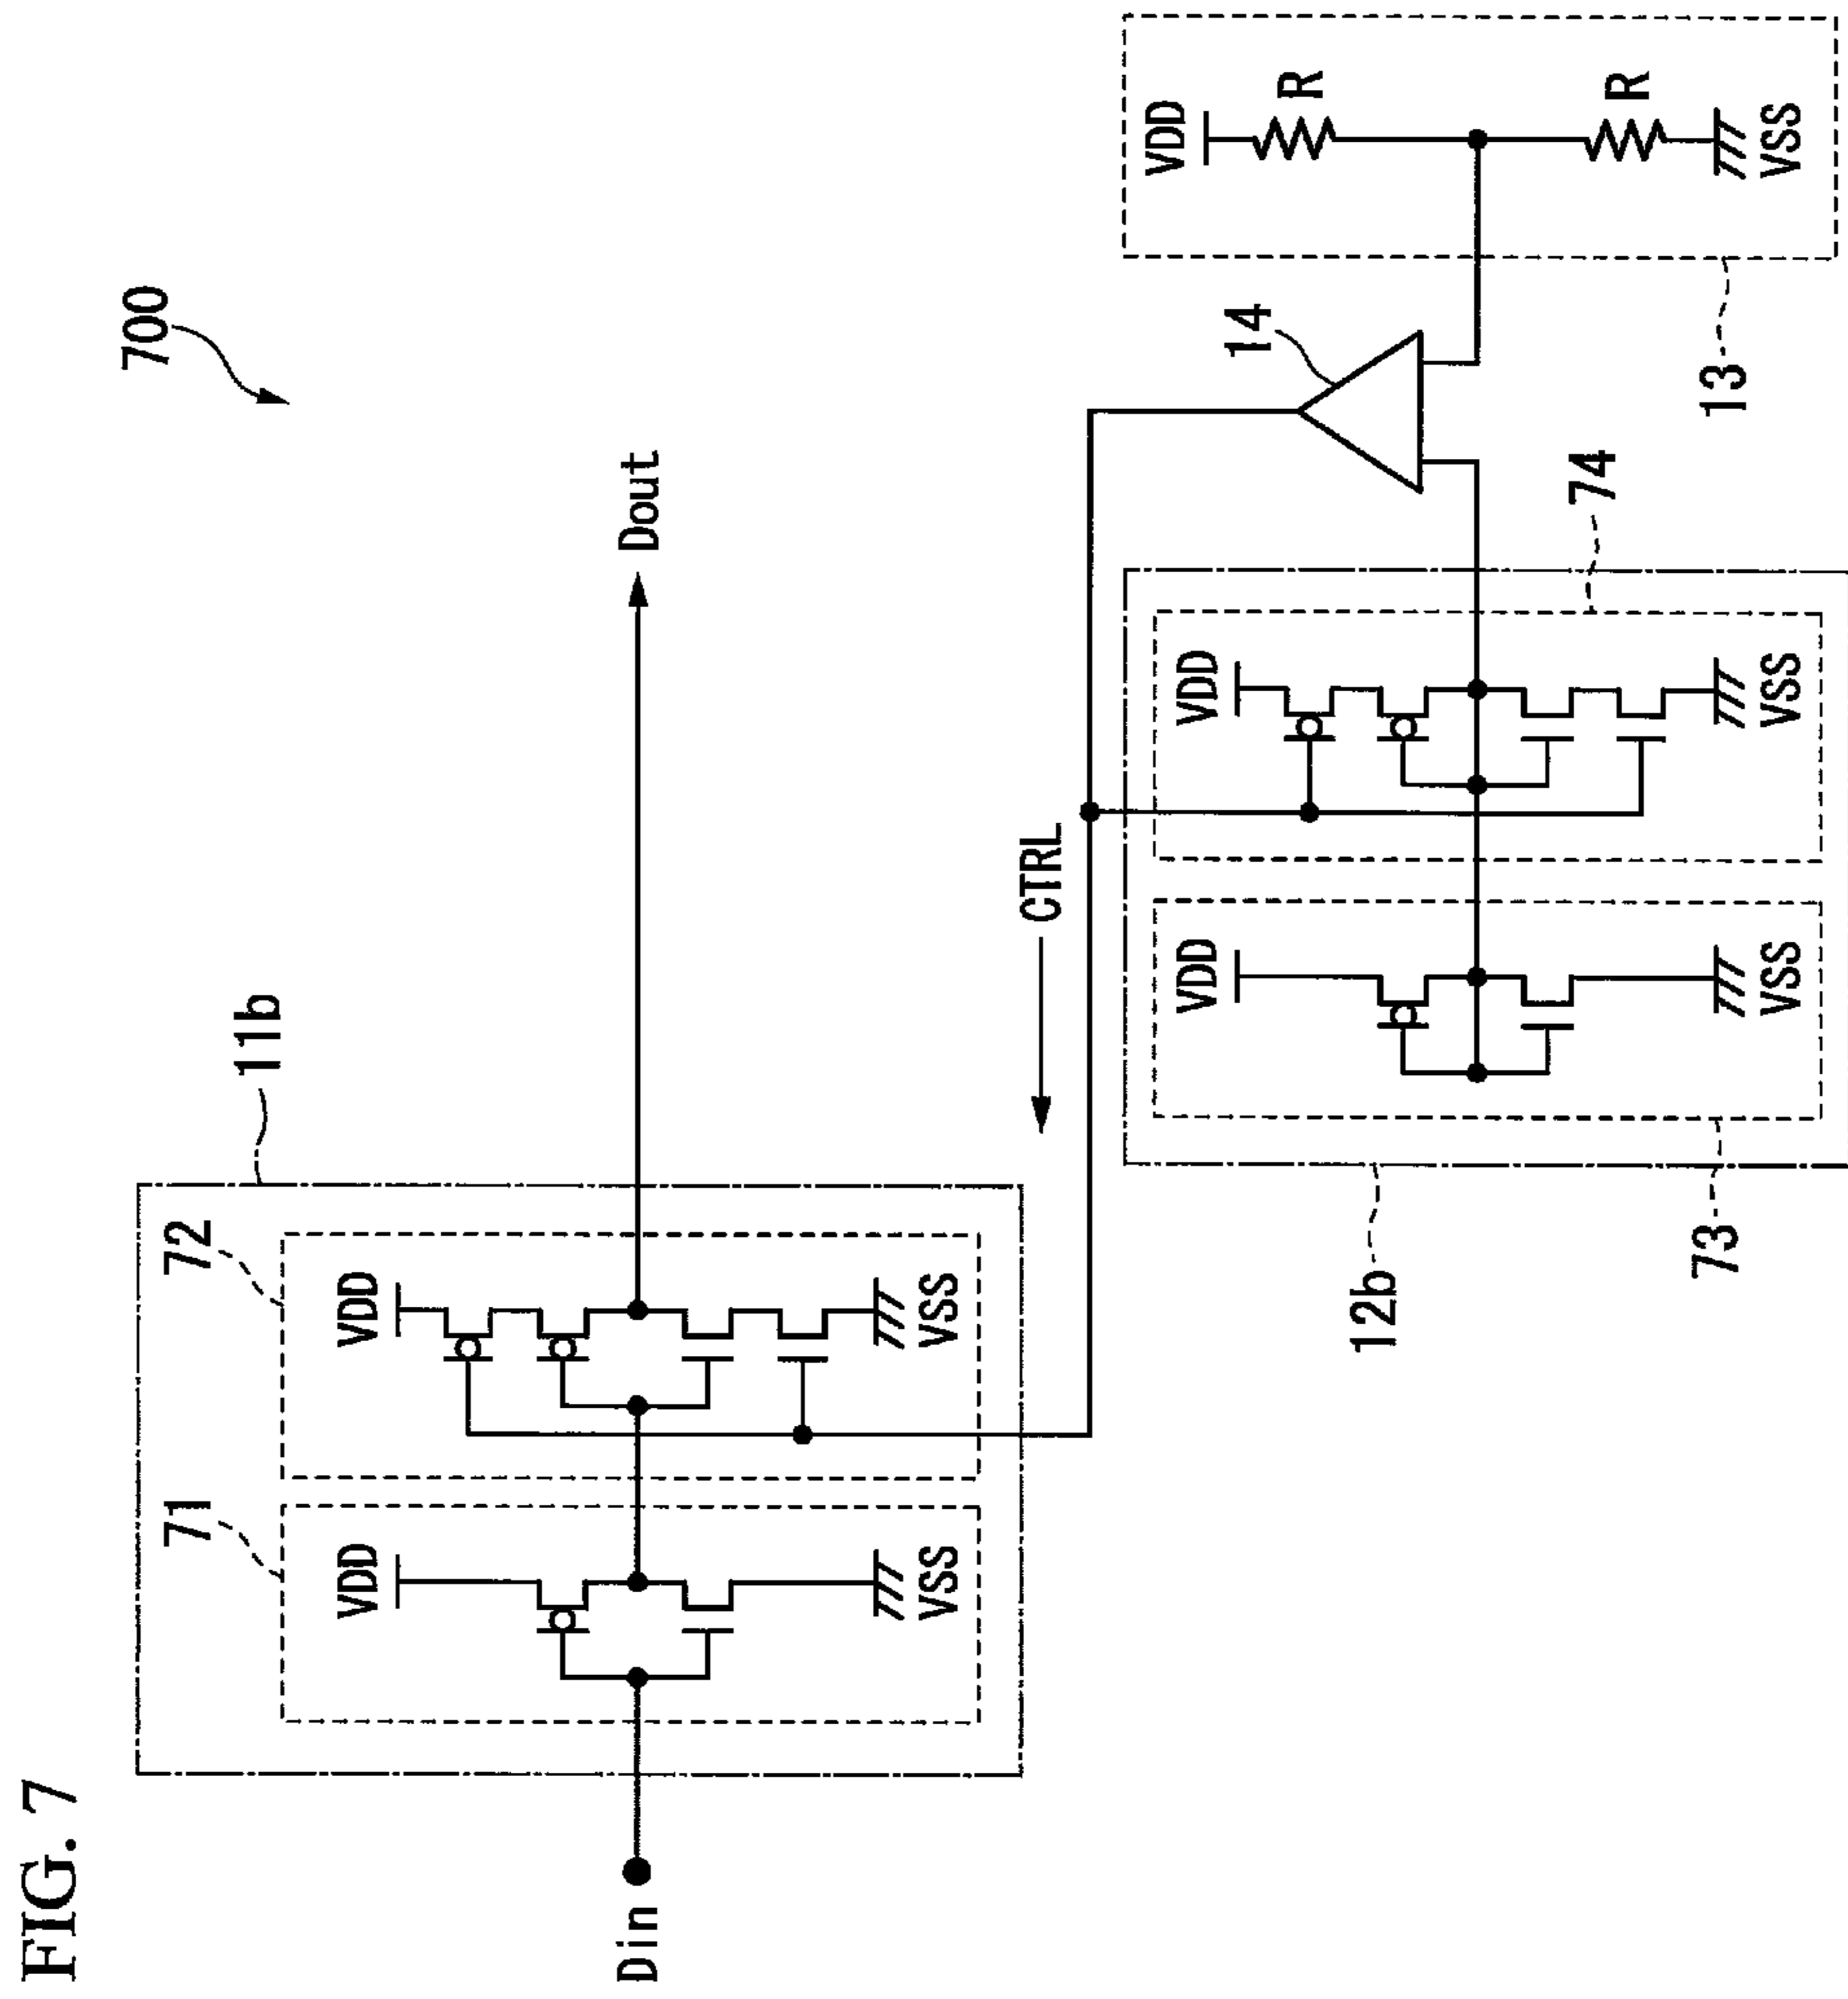 FIG. 7
700
11b
71
72
VDD
VDD
Din
Dout
VSS
VSS
CTRL
14
VDD
VDD
VDD
R
R
VSS
VSS
VSS
12b
73
74
13